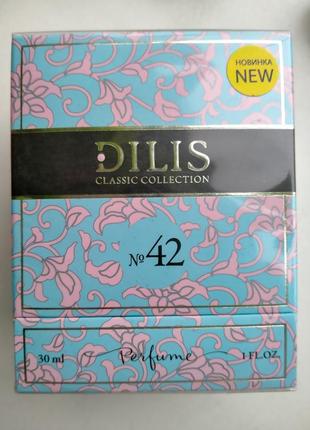 НОВИНКА
NEW
DILIS
CLASSIC COLLECTION
№42
30 ml Perfume 1 FL.OZ.